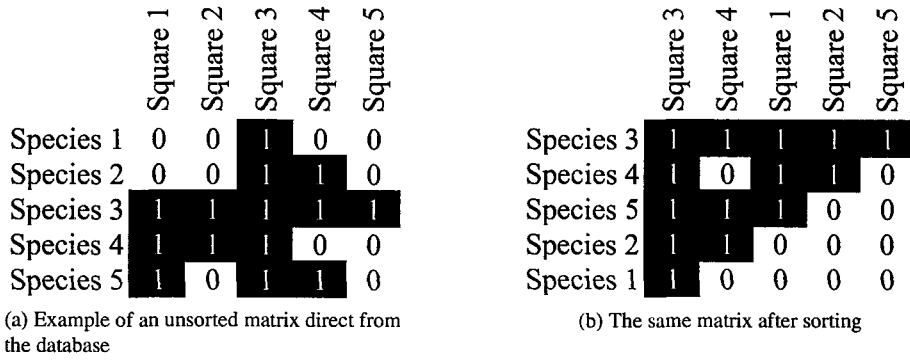 Square 1 Square 2 Square 3 Square 4 Square 5
Species 1 0 0 1 0 0
Species 2 0 0 1 1 0
Species 3 1 1 1 1 1
Species 4 1 1 1 0 0
Species 5 1 0 1 1 0
(a) Example of an unsorted matrix direct from
the database
Square 3 Square 4 Square 1 Square 2 Square 5
Species 3 1 1 1 1 1
Species 4 1 0 1 1 0
Species 5 1 1 1 0 0
Species 2 1 1 0 0 0
Species 1 1 0 0 0 0
(b) The same matrix after sorting